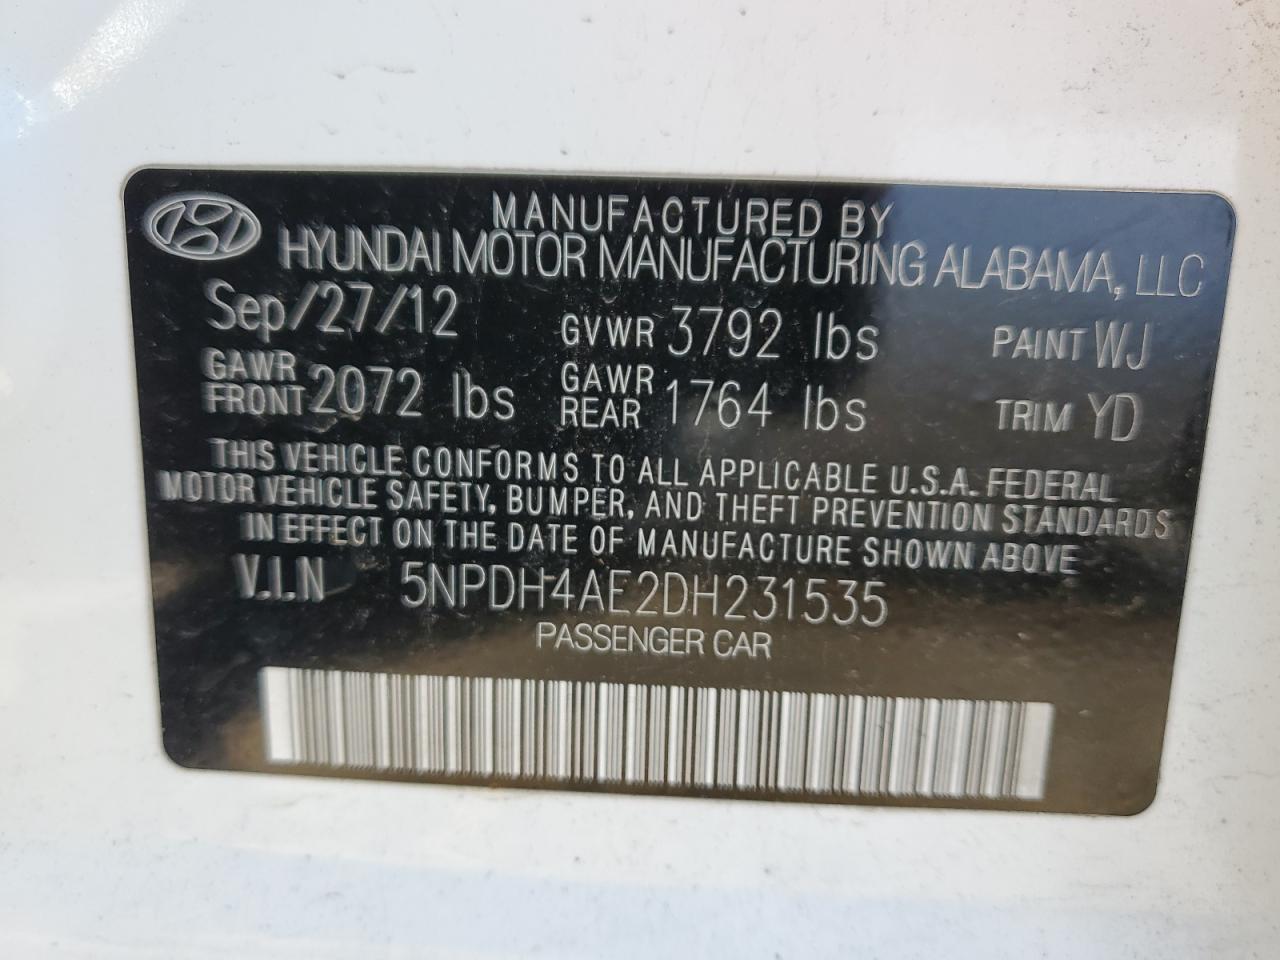 MANUFACTURED BY
HYUNDAI MOTOR MANUFACTURING ALABAMA, LLC
Sep/27/12 GVWR 3792 lbs PAINT WJ
GAWR FRONT 2072 lbs GAWR REAR 1764 lbs TRIM YD
THIS VEHICLE CONFORMS TO ALL APPLICABLE U.S.A. FEDERAL
MOTOR VEHICLE SAFETY, BUMPER, AND THEFT PREVENTION STANDARDS
IN EFFECT ON THE DATE OF MANUFACTURE SHOWN ABOVE
V.I.N 5NPDH4AE2DH231535
PASSENGER CAR